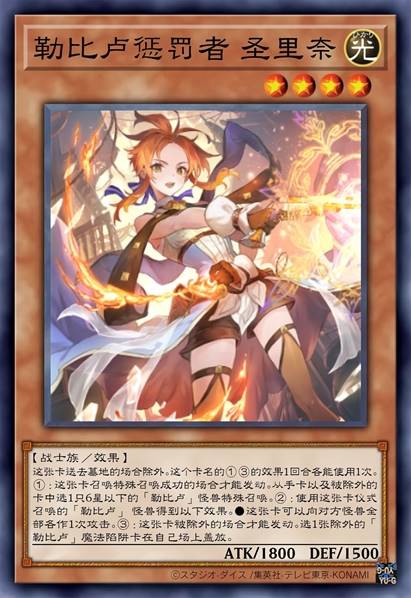 勒比卢惩罚者 圣里奈
ひかり
光
【战士族／效果】
这张卡送去墓地的场合除外。这个卡名的①③的效果1回合各能使用1次。
①：这张卡召唤特殊召唤成功的场合才能发动。从手卡以及被除外的
卡中选1只6星以下的「勒比卢」怪兽特殊召唤。②：使用这张卡仪式
召唤的「勒比卢」怪兽得到以下效果。●这张卡可以向对方怪兽全
部各作1次攻击。③：这张卡被除外的场合才能发动。选1张除外的「
勒比卢」魔法陷阱卡在自己场上盖放。
ATK/1800 DEF/1500
©スタジオ・ダイス /集英社・テレビ東京・KONAMI